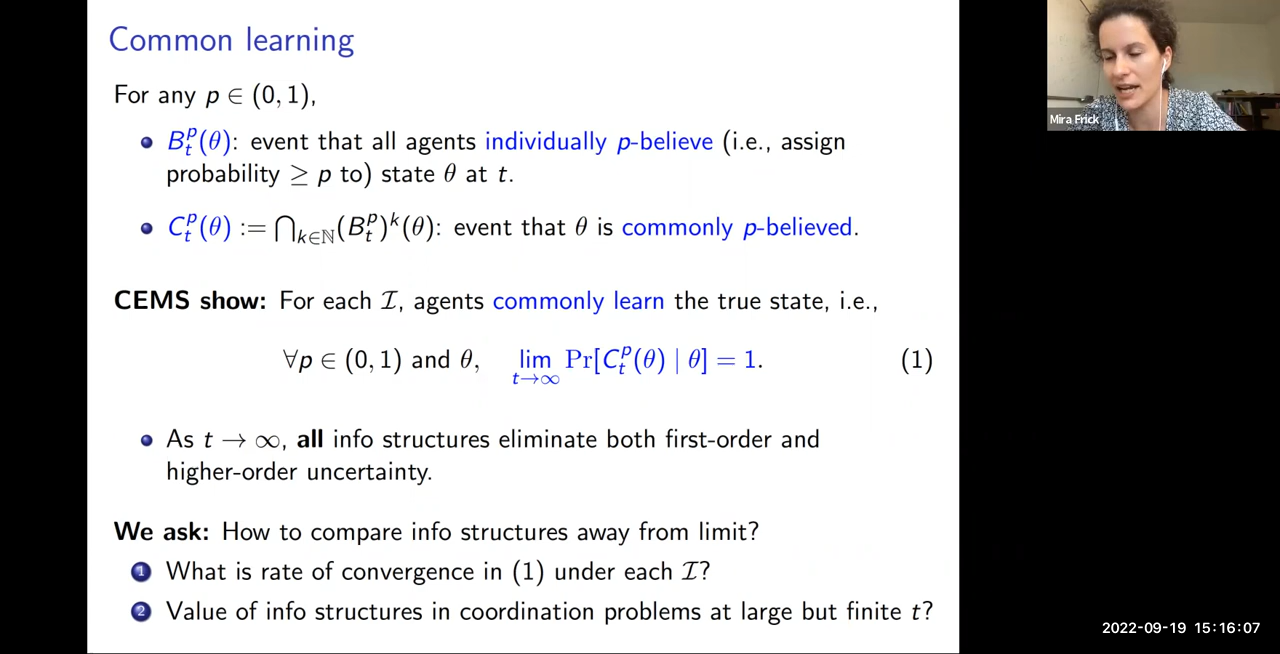 Common learning
For any p ∈ (0, 1),
B_t^p(θ): event that all agents individually p-believe (i.e., assign
probability ≥ p to) state θ at t.
C_t^p(θ) := ⋂_{k∈ℕ}(B_t^p)^k(θ): event that θ is commonly p-believed.
CEMS show: For each ℐ, agents commonly learn the true state, i.e.,
∀p ∈ (0, 1) and θ, lim_{t→∞} Pr[C_t^p(θ) | θ] = 1. (1)
As t → ∞, all info structures eliminate both first-order and
higher-order uncertainty.
We ask: How to compare info structures away from limit?
1 What is rate of convergence in (1) under each ℐ?
2 Value of info structures in coordination problems at large but finite t?
Mira Frick
2022-09-19 15:16:07